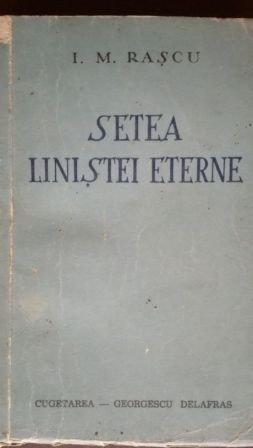 I. M. RAȘCU
SETEA
LINIȘTEI ETERNE
CUGETAREA — GEORGESCU DELAFRAS